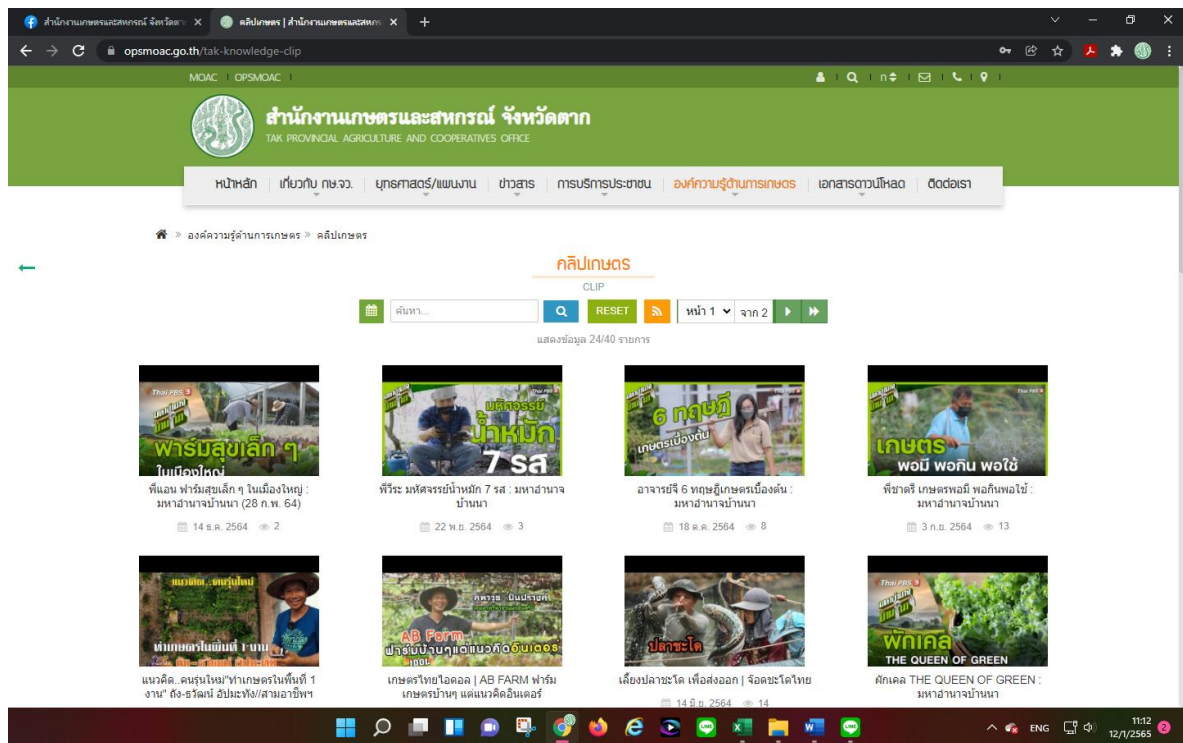 สำนักงานเกษตรและสหกรณ์ จังหวัดตาก
คลิปเกษตร | สำนักงานเกษตรและสหกร
opsmoac.go.th/tak-knowledge-clip
MOAC OPSMOAC
ก
สำนักงานเกษตรและสหกรณ์ จังหวัดตาก
TAK PROVINCIAL AGRICULTURE AND COOPERATIVES OFFICE
หน้าหลัก เกี่ยวกับ กษ.จว. ยุทธศาสตร์/แผนงาน ข่าวสาร การบริการประชาชน องค์ความรู้ด้านการเกษตร เอกสารดาวน์โหลด ติดต่อเรา
องค์ความรู้ด้านการเกษตร » คลิปเกษตร
คลิปเกษตร
CLIP
ค้นหา... RESET หน้า 1 จาก 2
แสดงข้อมูล 24/40 รายการ
Thai PBS 3
มหาอำนาจบ้านนา
ฟาร์มสุขเล็ก ๆ
ในเมืองใหญ่
พี่แอน ฟาร์มสุขเล็ก ๆ ในเมืองใหญ่ :
มหาอำนาจบ้านนา (28 ก.พ. 64)
14 ธ.ค. 2564 2
มหัศจรรย์
น้ำหมัก
7 รส
พี่วีระ มหัศจรรย์น้ำหมัก 7 รส : มหาอำนาจ
บ้านนา
22 พ.ย. 2564 3
6 ทฤษฎี
เกษตรเบื้องต้น
อาจารย์จี 6 ทฤษฎีเกษตรเบื้องต้น :
มหาอำนาจบ้านนา
18 ต.ค. 2564 8
เกษตร
พอมี พอกิน พอใช้
พี่ชาตรี เกษตรพอมี พอกินพอใช้ :
มหาอำนาจบ้านนา
3 ก.ย. 2564 13
แนวคิด..คนรุ่นใหม่
ทำเกษตรในพื้นที่ 1 งาน
แนวคิด..คนรุ่นใหม่"ทำเกษตรในพื้นที่ 1
งาน" ถัง-ธวัฒน์ อัปมะทัง//สามอาชีพฯ
AB Farm
ฟาร์มบ้านๆแต่แนวคิดอินเตอร์
IDOL
เกษตรไทยไอดอล | AB FARM ฟาร์ม
เกษตรบ้านๆ แต่แนวคิดอินเตอร์
ปลาชะโด
เลี้ยงปลาชะโด เพื่อส่งออก | จ๊อดชะโดไทย
14 มิ.ย. 2564 14
Thai PBS 3
มหาอำนาจบ้านนา
ผักเคล
THE QUEEN OF GREEN
ผักเคล THE QUEEN OF GREEN :
มหาอำนาจบ้านนา
ENG 11:12
12/1/2565 2